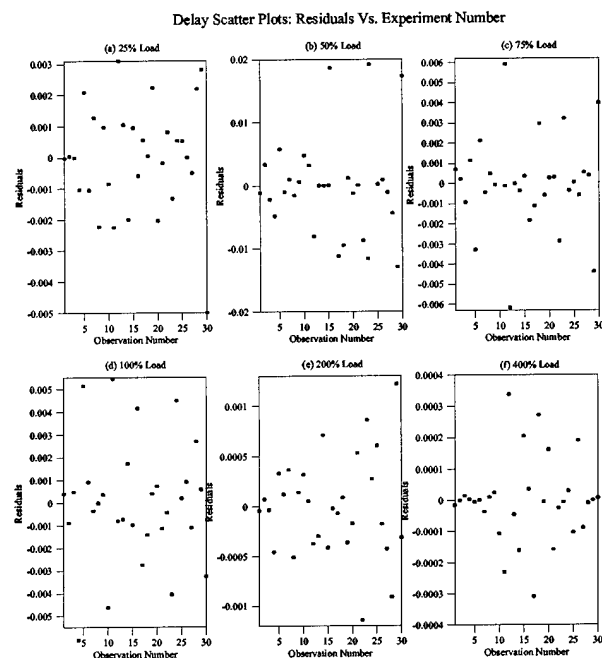 Delay Scatter Plots: Residuals Vs. Experiment Number
(a) 25% Load
(b) 50% Load
(c) 75% Load
0.003
0.002
0.001
0
-0.001
-0.002
-0.003
-0.004
-0.005
Residuals
5 10 15 20 25 30
Observation Number
0.02
0.01
0
-0.01
-0.02
Residuals
5 10 15 20 25 30
Observation Number
0.006
0.005
0.004
0.003
0.002
0.001
0
-0.001
-0.002
-0.003
-0.004
-0.005
-0.006
Residuals
5 10 15 20 25 30
Observation Number
(d) 100% Load
(e) 200% Load
(f) 400% Load
0.005
0.004
0.003
0.002
0.001
0
-0.001
-0.002
-0.003
-0.004
-0.005
Residuals
5 10 15 20 25 30
Observation Number
0.001
0.0005
0
-0.0005
-0.001
Residuals
5 10 15 20 25 30
Observation Number
0.0004
0.0003
0.0002
0.0001
0
-0.0001
-0.0002
-0.0003
-0.0004
Residuals
5 10 15 20 25 30
Observation Number